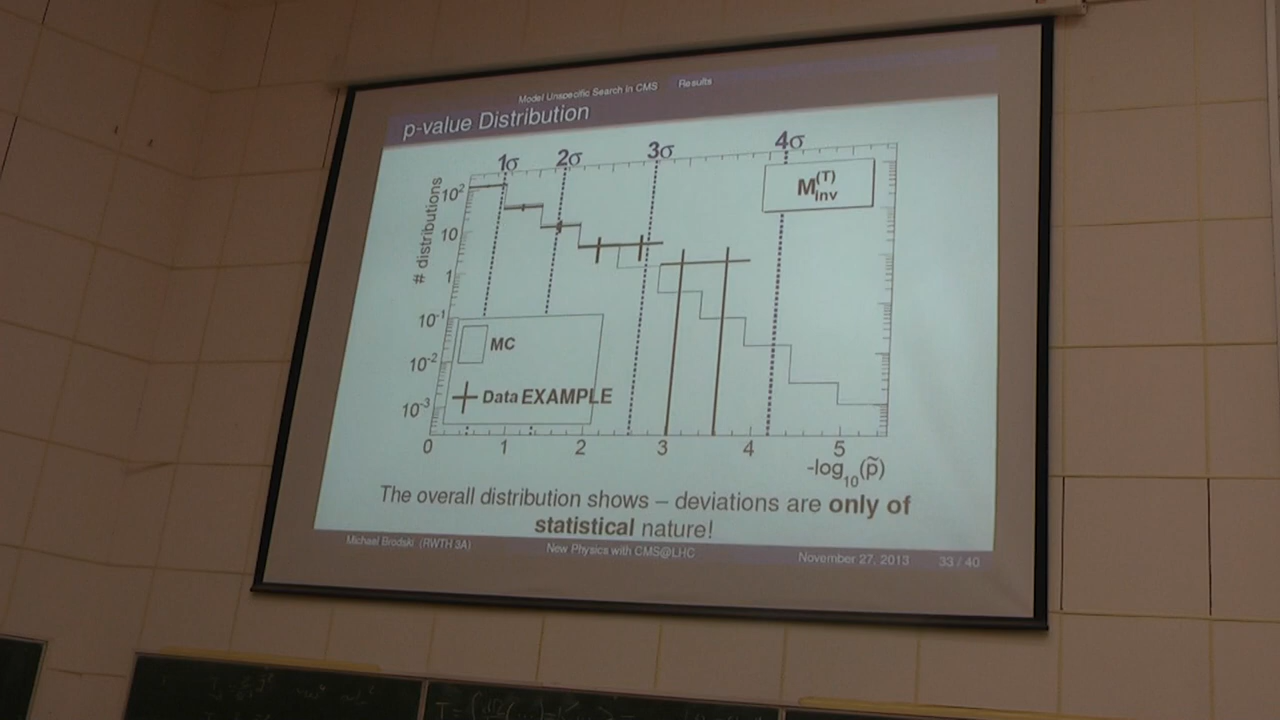 Model Unspecific Search in CMS Results
p-value Distribution
1σ 2σ 3σ 4σ
M(T)inv
# distributions
10²
10
1
10-1
10-2
10-3
MC
Data EXAMPLE
0 1 2 3 4 5
-log10(p̃)
The overall distribution shows – deviations are only of
statistical nature!
Michael Brodski (RWTH 3A) New Physics with CMS@LHC November 27, 2013 33 / 40